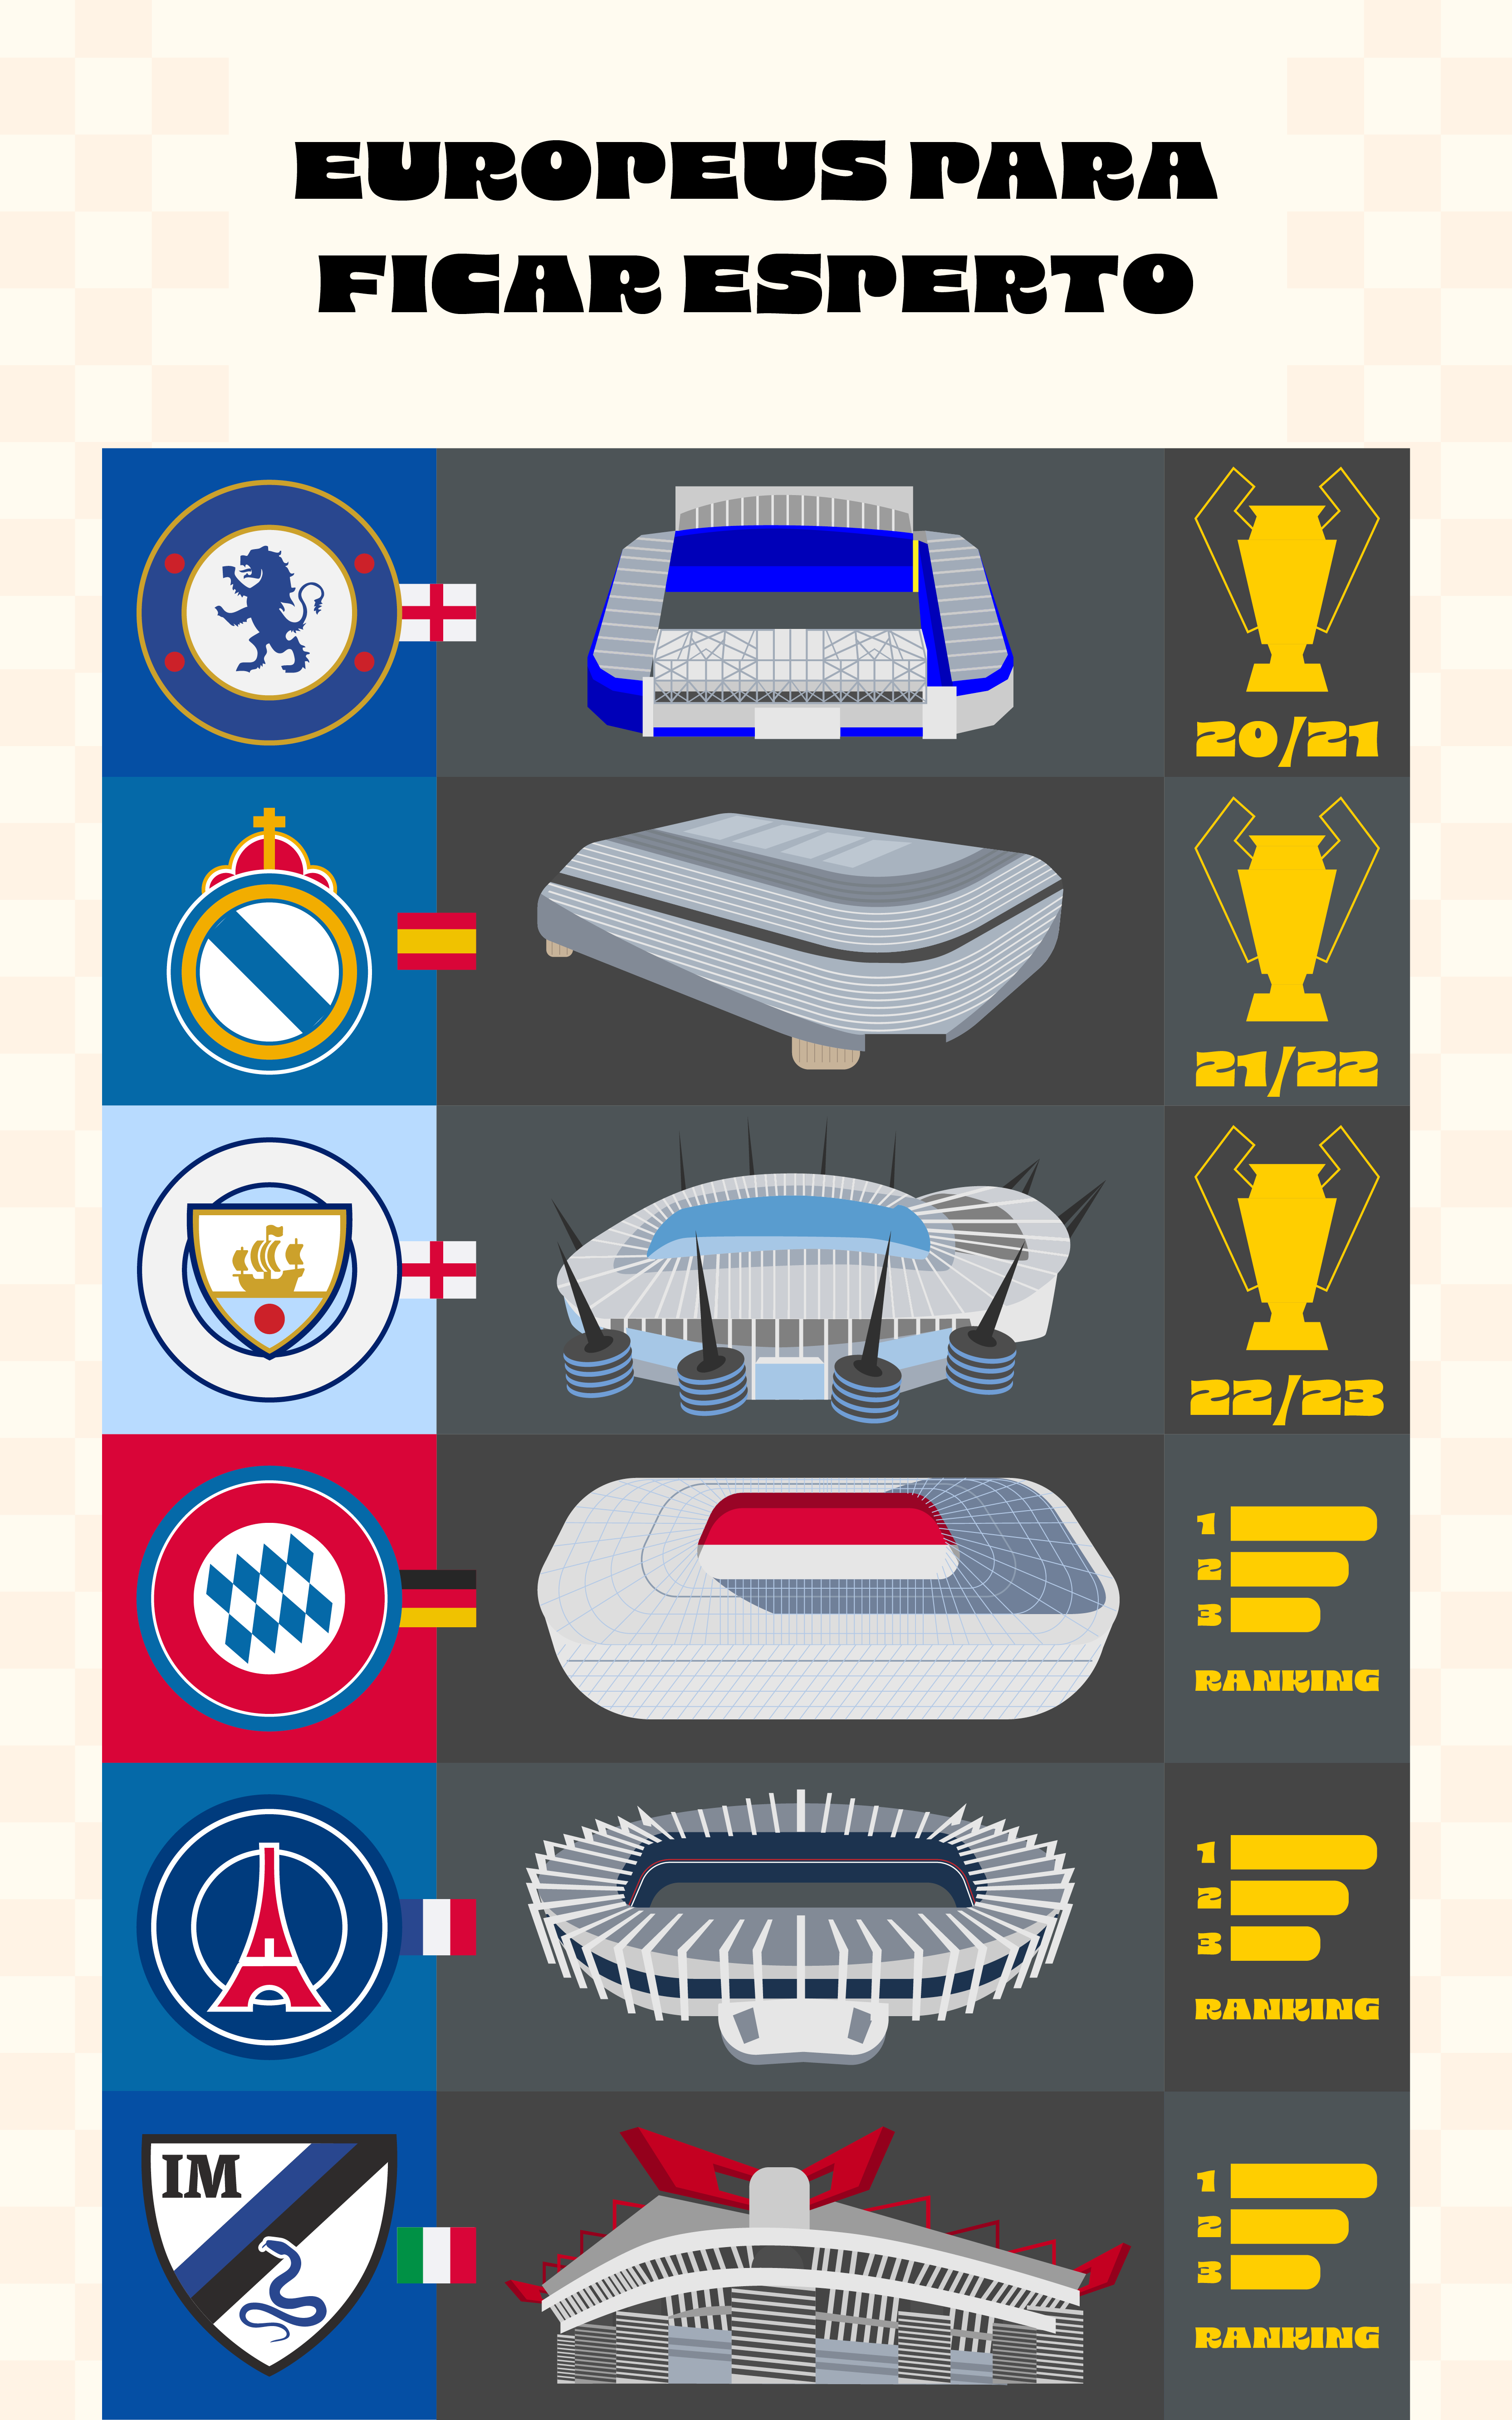 EUROPEUS PARA
FICAR ESPERTO
20/21
21/22
22/23
1
2
3
RANKING
1
2
3
RANKING
IM
1
2
3
RANKING